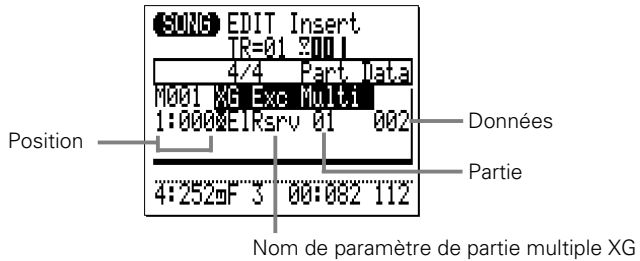 SONG EDIT Insert
TR=01
4/4 Part Data
M001 XG Exc Multi
1:000 ElRsrv 01 002
4:252 F 3 00:082 112
Position
Données
Partie
Nom de paramètre de partie multiple XG